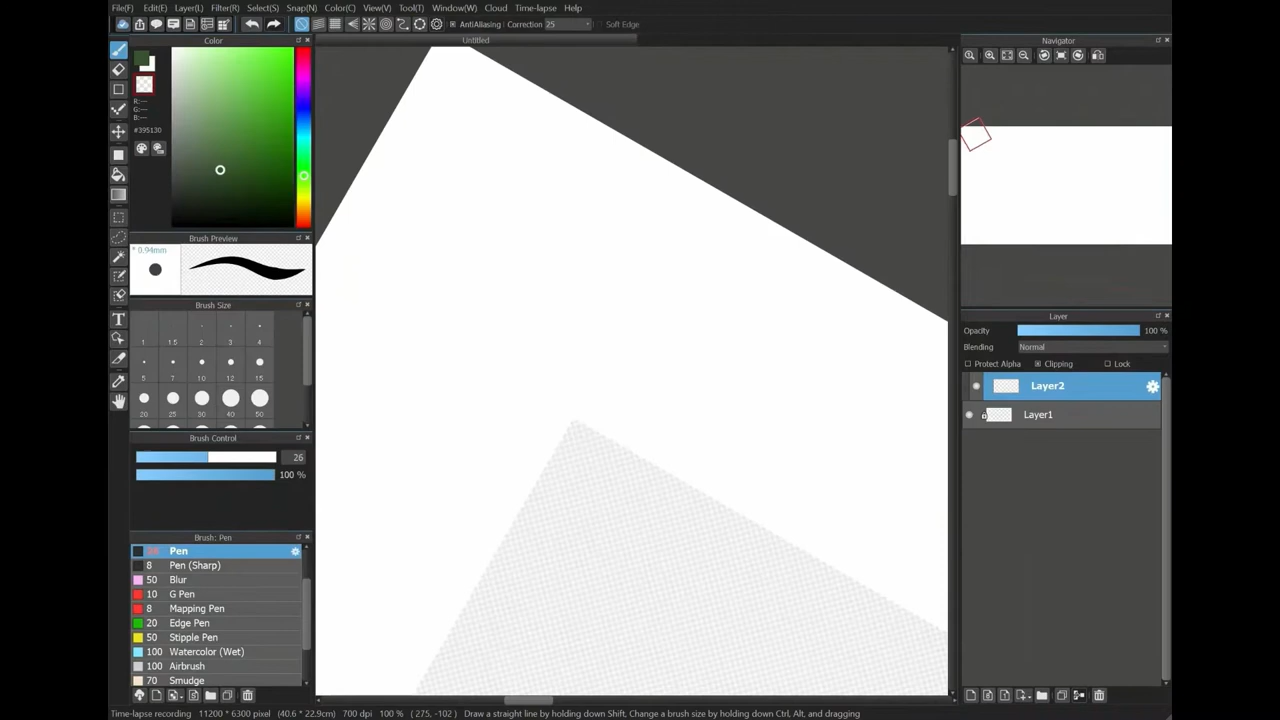 File(F) Edit(E) Layer(L) Filter(R) Select(S) Snap(N) Color(C) View(V) Tool(T) Window(W) Cloud Time-lapse Help
AntiAliasing Correction 25 Soft Edge
Color
R:---
G:---
B:---
#395130
Brush Preview
* 0.94mm
Brush Size
1 1.5 2 3 4
5 7 10 12 15
20 25 30 40 50
Brush Control
26
100 %
Brush: Pen
Pen
8 Pen (Sharp)
50 Blur
10 G Pen
8 Mapping Pen
20 Edge Pen
50 Stipple Pen
100 Watercolor (Wet)
100 Airbrush
70 Smudge
Untitled
Navigator
Layer
Opacity 100 %
Blending Normal
Protect Alpha Clipping Lock
Layer2
Layer1
Time-lapse recording 11200 * 6300 pixel (40.6 * 22.9cm) 700 dpi 100 % ( 275, -102) Draw a straight line by holding down Shift, Change a brush size by holding down Ctrl, Alt, and dragging